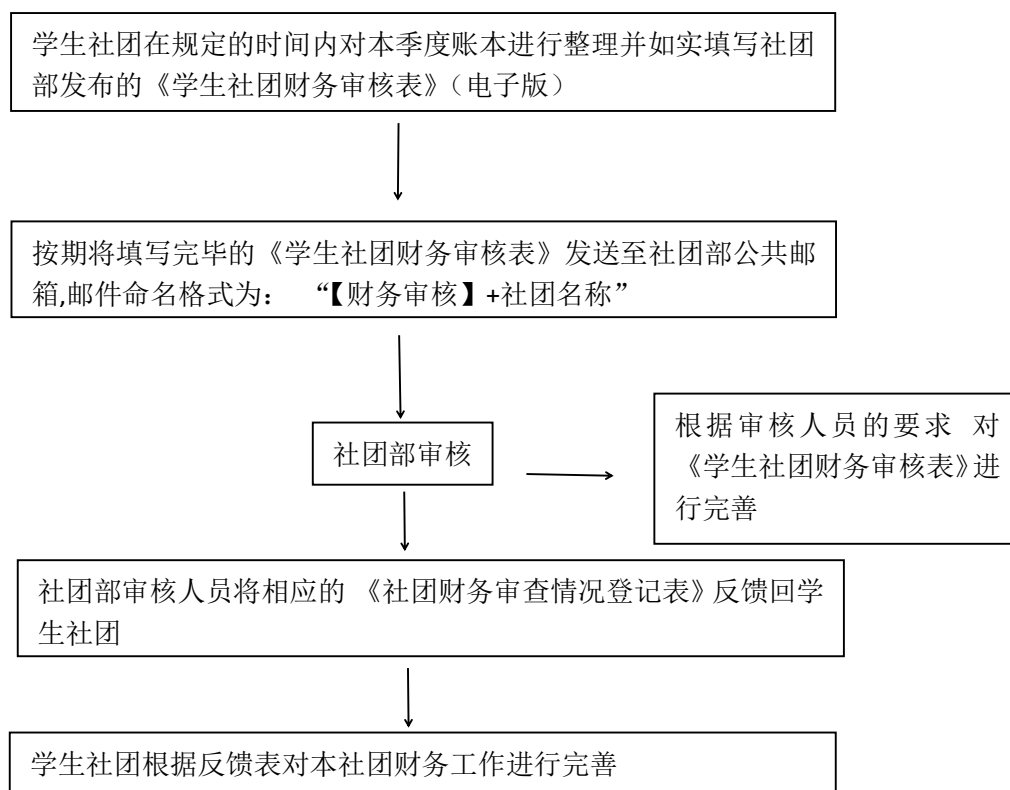 学生社团在规定的时间内对本季度账本进行整理并如实填写社团
部发布的《学生社团财务审核表》（电子版）
按期将填写完毕的《学生社团财务审核表》发送至社团部公共邮
箱,邮件命名格式为： “【财务审核】+社团名称”
社团部审核
根据审核人员的要求 对
《学生社团财务审核表》进
行完善
社团部审核人员将相应的 《社团财务审查情况登记表》反馈回学
生社团
学生社团根据反馈表对本社团财务工作进行完善